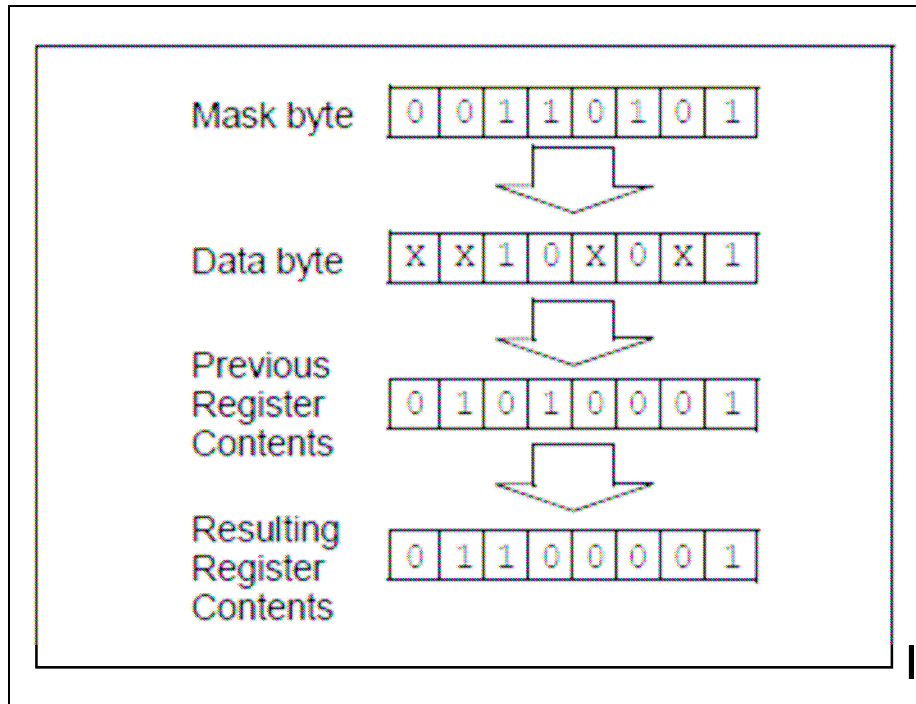 Mask byte 0 0 1 1 0 1 0 1
Data byte X X 1 0 X 0 X 1
Previous
Register 0 1 0 1 0 0 0 1
Contents
Resulting
Register 0 1 1 0 0 0 0 1
Contents